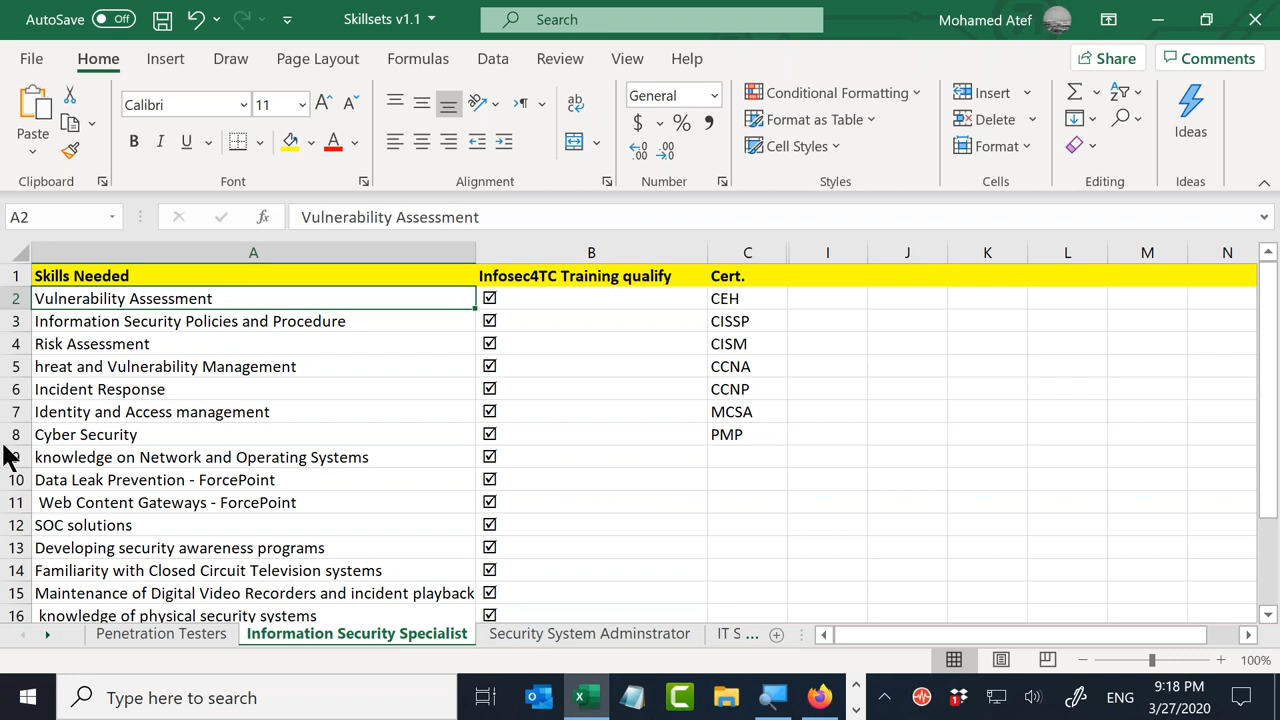 AutoSave Off Skillsets v1.1 Search Mohamed Atef
File Home Insert Draw Page Layout Formulas Data Review View Help Share Comments
Paste Calibri 11 B I U ab c General $ % Conditional Formatting Format as Table Cell Styles Insert Delete Format Ideas
Clipboard Font Alignment Number Styles Cells Editing Ideas
A2 fx Vulnerability Assessment
A B C I J K L M N
1 Skills Needed Infosec4TC Training qualify Cert.
2 Vulnerability Assessment ☑ CEH
3 Information Security Policies and Procedure ☑ CISSP
4 Risk Assessment ☑ CISM
5 hreat and Vulnerability Management ☑ CCNA
6 Incident Response ☑ CCNP
7 Identity and Access management ☑ MCSA
8 Cyber Security ☑ PMP
knowledge on Network and Operating Systems ☑
10 Data Leak Prevention - ForcePoint ☑
11 Web Content Gateways - ForcePoint ☑
12 SOC solutions ☑
13 Developing security awareness programs ☑
14 Familiarity with Closed Circuit Television systems ☑
15 Maintenance of Digital Video Recorders and incident playback ☑
16 knowledge of physical security systems ☑
Penetration Testers Information Security Specialist Security System Adminstrator IT S ...
100%
Type here to search ENG 9:18 PM
3/27/2020